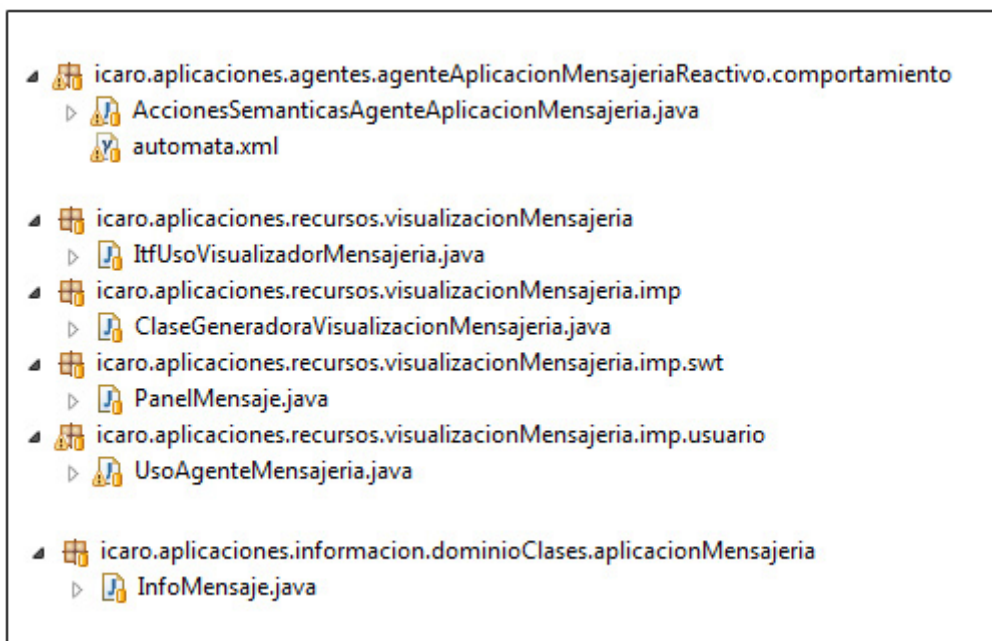 icaro.aplicaciones.agentes.agenteAplicacionMensajeriaReactivo.comportamiento
AccionesSemanticasAgenteAplicacionMensajeria.java
automata.xml
icaro.aplicaciones.recursos.visualizacionMensajeria
ItfUsoVisualizadorMensajeria.java
icaro.aplicaciones.recursos.visualizacionMensajeria.imp
ClaseGeneradoraVisualizacionMensajeria.java
icaro.aplicaciones.recursos.visualizacionMensajeria.imp.swt
PanelMensaje.java
icaro.aplicaciones.recursos.visualizacionMensajeria.imp.usuario
UsoAgenteMensajeria.java
icaro.aplicaciones.informacion.dominioClases.aplicacionMensajeria
InfoMensaje.java